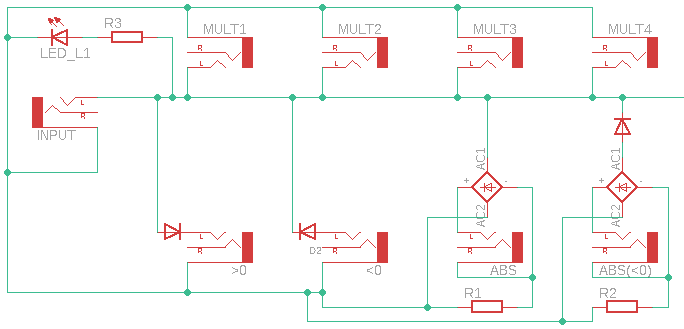 R3
LED_L1
MULT1
MULT2
MULT3
MULT4
R
L
R
L
R
L
R
L
L
R
INPUT
AC1
AC1
+
-
+
-
AC2
AC2
L
R
>0
L
R
D2
<0
L
R
ABS
L
R
ABS(<0)
R1
R2